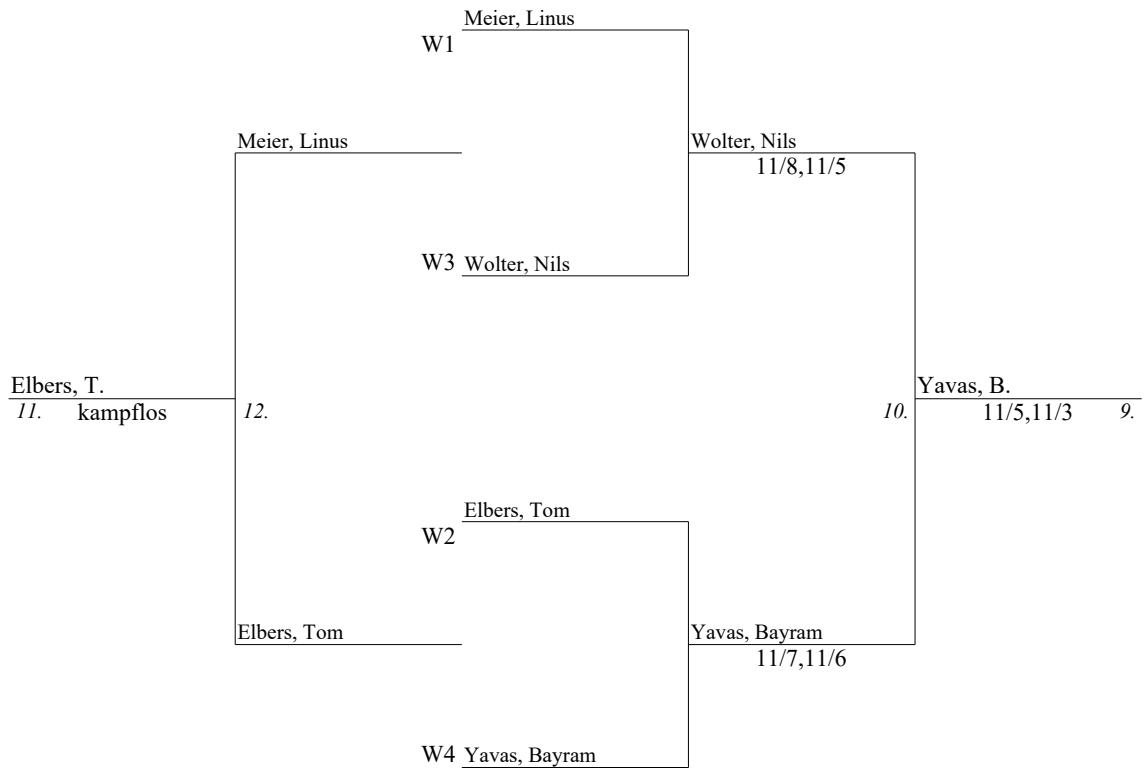 Meier, Linus
W1
Meier, Linus
Wolter, Nils
11/8,11/5
W3 Wolter, Nils
Elbers, T.
11. kampflos
12.
Yavas, B.
10.
11/5,11/3
9.
Elbers, Tom
W2
Elbers, Tom
Yavas, Bayram
11/7,11/6
W4 Yavas, Bayram